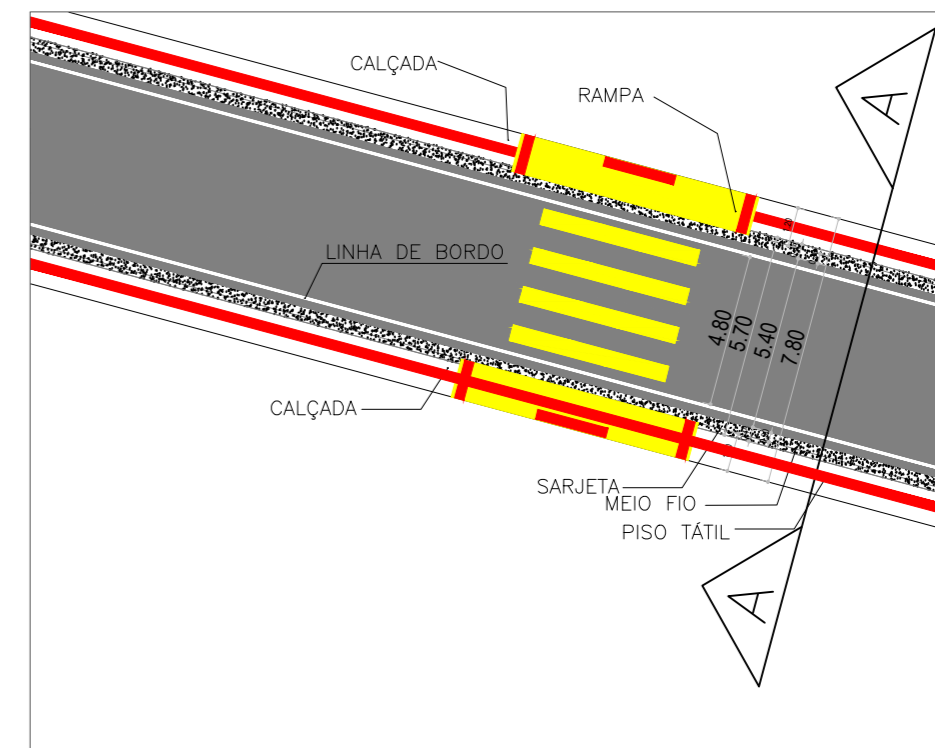 CALÇADA
RAMPA
A
LINHA DE BORDO
4.80
5.70
5.40
7.80
CALÇADA
SARJETA
MEIO FIO
PISO TÁTIL
A